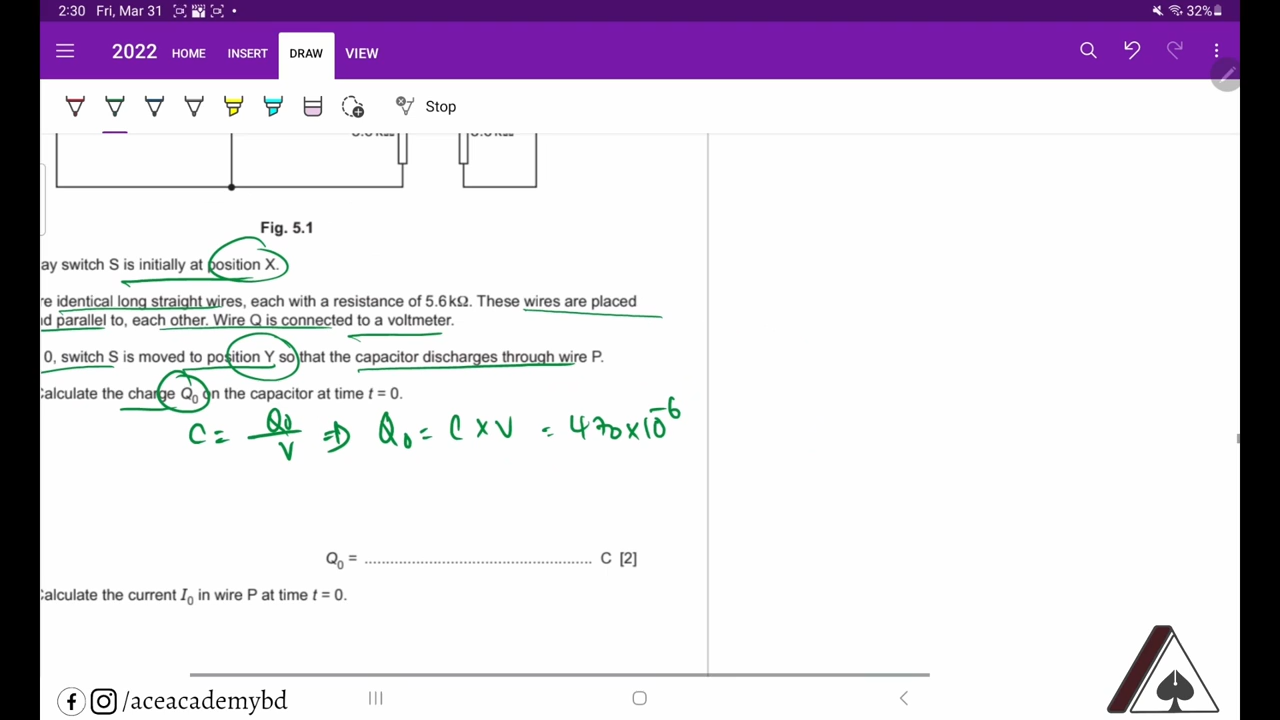 2:30 Fri, Mar 31
32%
2022 HOME INSERT DRAW VIEW
Stop
Fig. 5.1
ay switch S is initially at position X.
re identical long straight wires, each with a resistance of 5.6 kΩ. These wires are placed
nd parallel to, each other. Wire Q is connected to a voltmeter.
0, switch S is moved to position Y so that the capacitor discharges through wire P.
Calculate the charge Q₀ on the capacitor at time t = 0.
C = Q₀/V ⇒ Q₀ = C × V = 470 × 10⁻⁶
Q₀ = ............................................................ C [2]
Calculate the current I₀ in wire P at time t = 0.
/aceacademybd